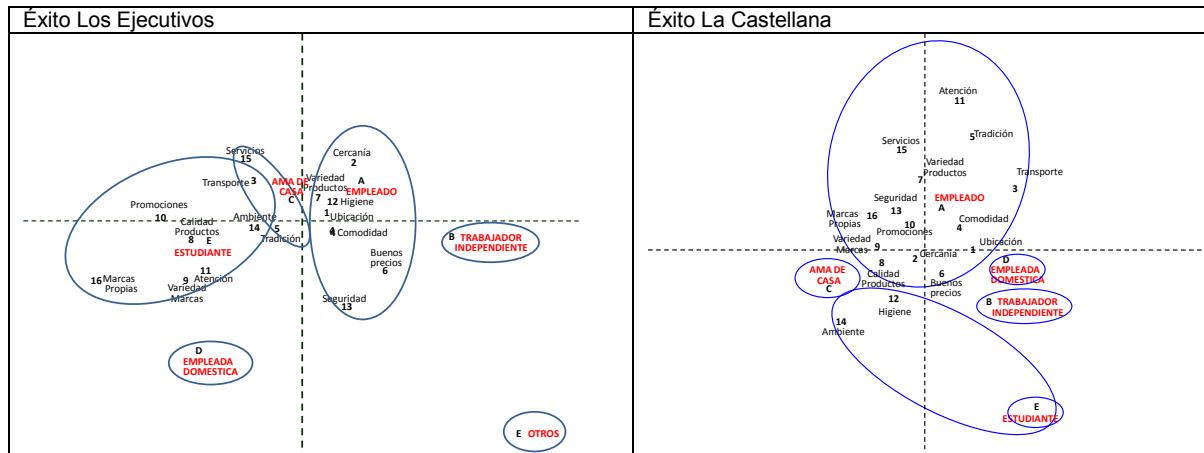 Éxito Los Ejecutivos
Servicios
15
Transporte 3
AMA DE
CASA
C
Promociones
10
Calidad
Productos
8 E
ESTUDIANTE
Ambiente
14
5
Tradición
16 Marcas
Propias
11
Atención
9
Variedad
Marcas
Cercanía
2
A
EMPLEADO
Variedad
Productos
7
12
Higiene
1
Ubicación
4 Comodidad
Buenos
precios
6
Seguridad
13
B TRABAJADOR
INDEPENDIENTE
D
EMPLEADA
DOMESTICA
E OTROS
Éxito La Castellana
Atención
11
5 Tradición
Servicios
15
Variedad
Productos
7
Transporte
3
EMPLEADO
A
Seguridad
13
Marcas
Propias
16
10
Promociones
Comodidad
4
Variedad
Marcas
9
Ubicación
1
2 Cercania
8
Calidad
Productos
6
Buenos
precios
D
EMPLEADA
DOMESTICA
AMA DE
CASA
C
B TRABAJADOR
INDEPENDIENTE
12
Higiene
14
Ambiente
E
ESTUDIANTE